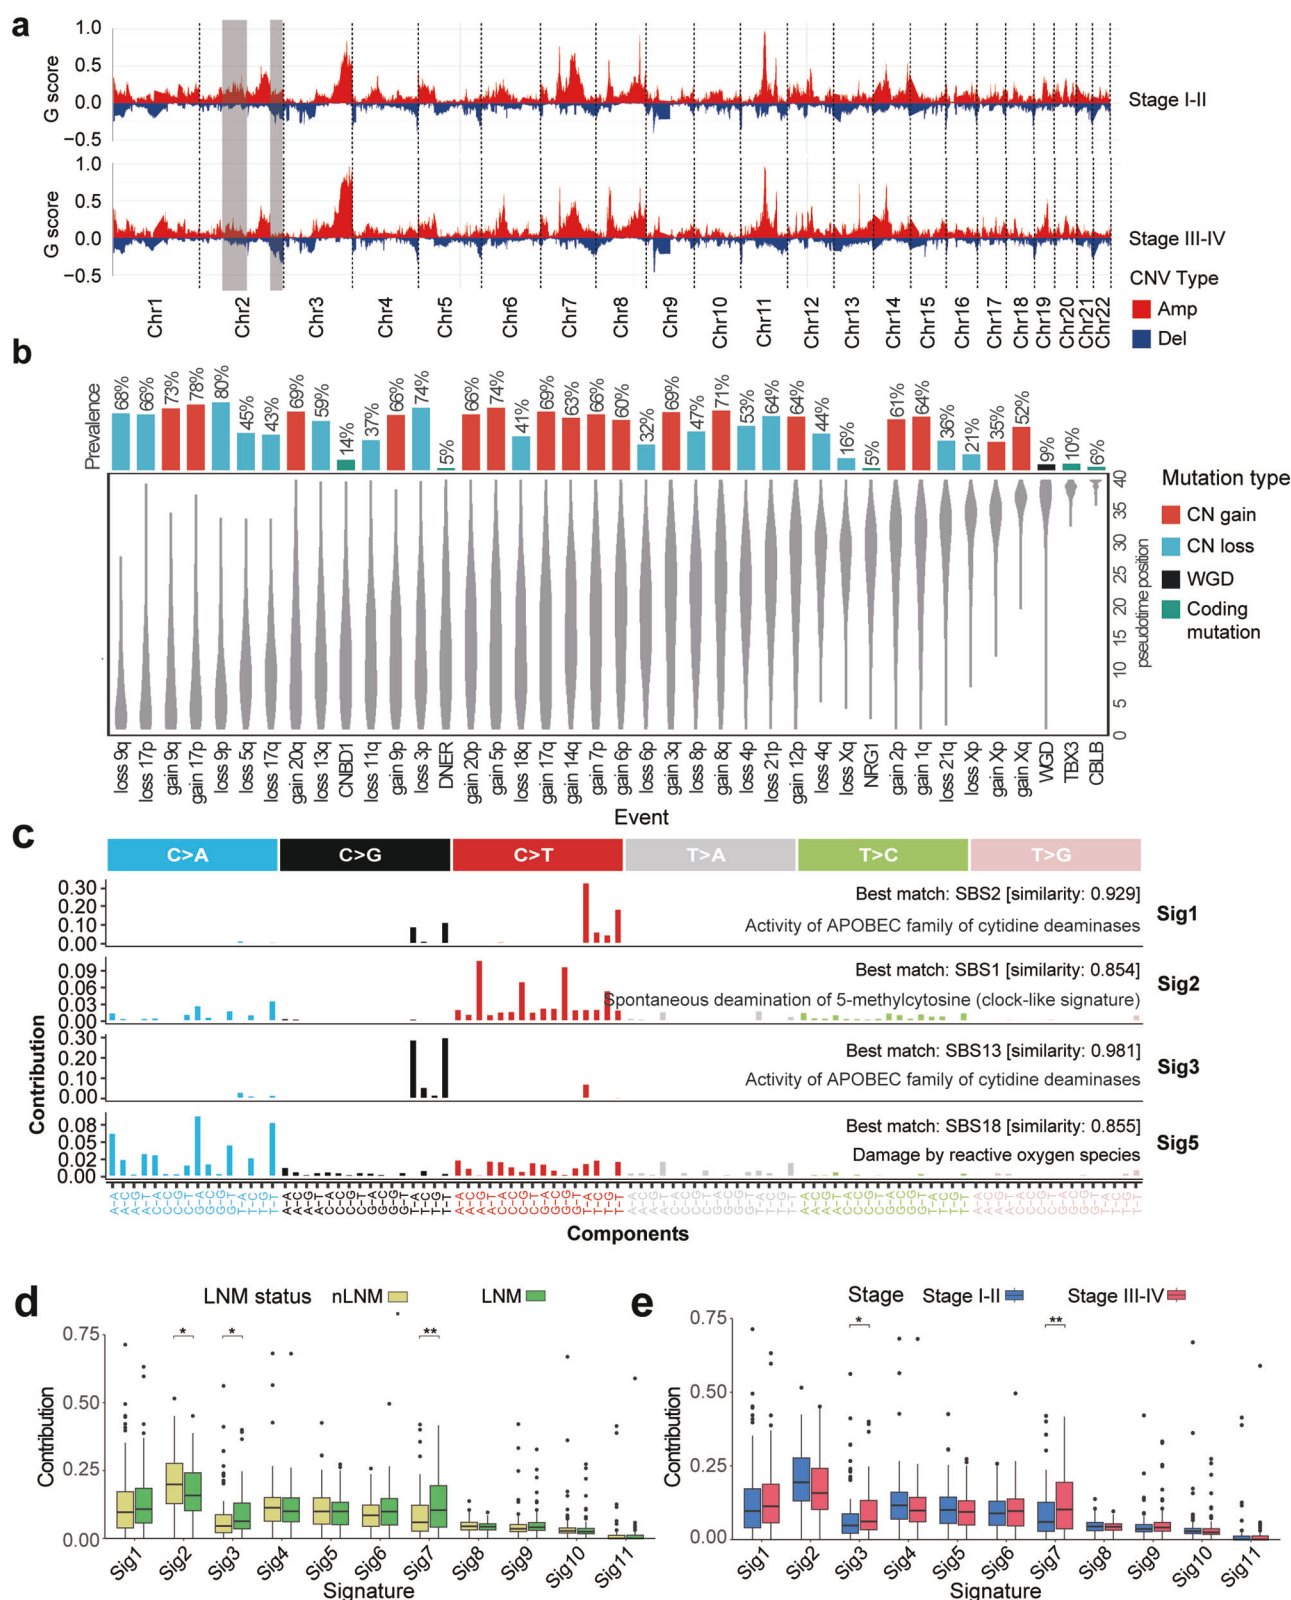 a
1.0
0.5
0.0
−0.5
G score
Stage I-II
1.0
0.5
0.0
−0.5
G score
Stage III-IV
CNV Type
Amp
Del
Chr1 Chr2 Chr3 Chr4 Chr5 Chr6 Chr7 Chr8 Chr9 Chr10 Chr11 Chr12 Chr13 Chr14 Chr15 Chr16 Chr17 Chr18 Chr19 Chr20 Chr21 Chr22
b
Prevalence
68% 66% 73% 78% 80% 45% 43% 69% 59% 14% 37% 66% 74% 5% 66% 74% 41% 69% 63% 66% 60% 32% 69% 47% 71% 53% 64% 64% 44% 16% 5% 61% 64% 36% 21% 35% 52% 9% 10% 6%
40
35
30
20
15
10
5
0
pseudotime position
Mutation type
CN gain
CN loss
WGD
Coding
mutation
loss 9q
loss 17p
gain 9q
gain 17p
loss 9p
loss 5q
loss 17q
gain 20q
loss 13q
CNBD1
loss 11q
gain 9p
loss 3p
DNER
gain 20p
gain 5p
loss 18q
gain 17q
gain 14q
gain 7p
gain 6p
loss 6p
gain 3q
loss 8p
gain 8q
loss 4p
loss 21p
gain 12p
loss 4q
loss Xq
NRG1
gain 2p
gain 1q
loss 21q
loss Xp
gain Xp
gain Xq
WGD
TBX3
CBLB
Event
c
C>A C>G C>T T>A T>C T>G
0.30
0.20
0.10
0.00
Best match: SBS2 [similarity: 0.929]
Activity of APOBEC family of cytidine deaminases
Sig1
0.09
0.06
0.03
0.00
Best match: SBS1 [similarity: 0.854]
Spontaneous deamination of 5-methylcytosine (clock-like signature)
Sig2
0.30
0.20
0.10
0.00
Best match: SBS13 [similarity: 0.981]
Activity of APOBEC family of cytidine deaminases
Sig3
0.08
0.05
0.02
0.00
Best match: SBS18 [similarity: 0.855]
Damage by reactive oxygen species
Sig5
Contribution
Components
d
LNM status nLNM LNM
0.75
0.50
0.25
0.00
Contribution
* * **
Sig1 Sig2 Sig3 Sig4 Sig5 Sig6 Sig7 Sig8 Sig9 Sig10 Sig11
Signature
e
Stage Stage I-II Stage III-IV
0.75
0.50
0.25
0.00
Contribution
* **
Sig1 Sig2 Sig3 Sig4 Sig5 Sig6 Sig7 Sig8 Sig9 Sig10 Sig11
Signature